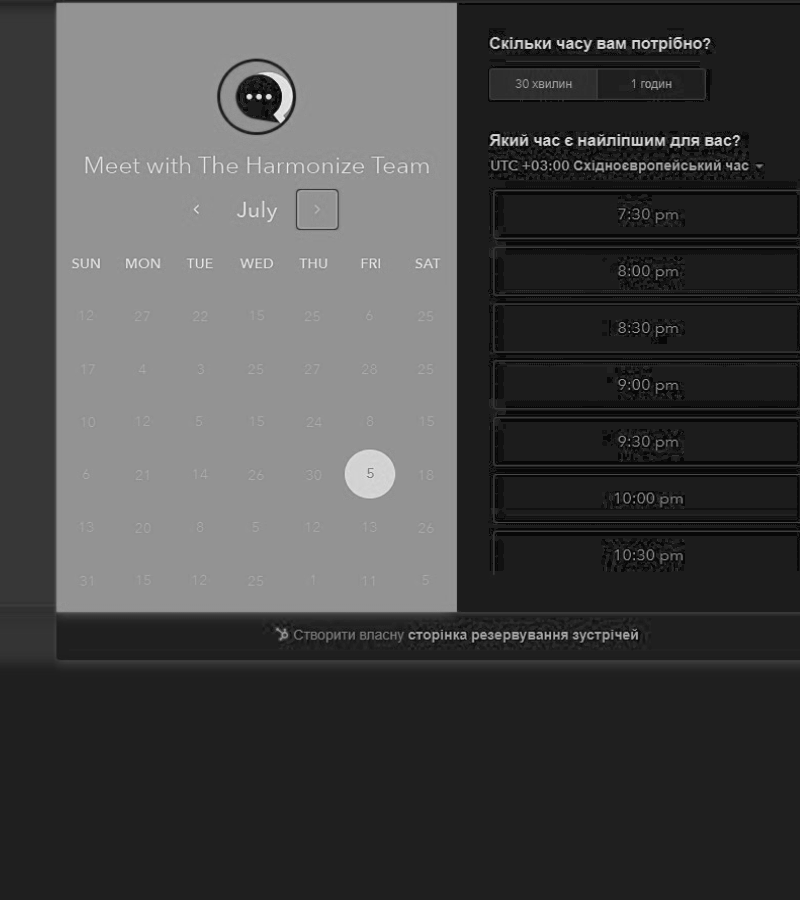 Meet with The Harmonize Team
July
SUN MON TUE WED THU FRI SAT
12 27 22 15 25 6 25
17 4 3 25 27 28 25
10 12 5 15 24 8 15
6 21 14 26 30 5 18
13 20 8 5 12 13 26
31 15 12 25 1 11 5
Скільки часу вам потрібно?
30 хвилин 1 годин
Який час є найліпшим для вас?
UTC +03:00 Східноєвропейський час
7:30 pm
8:00 pm
8:30 pm
9:00 pm
9:30 pm
10:00 pm
10:30 pm
Створити власну сторінка резервування зустрічей